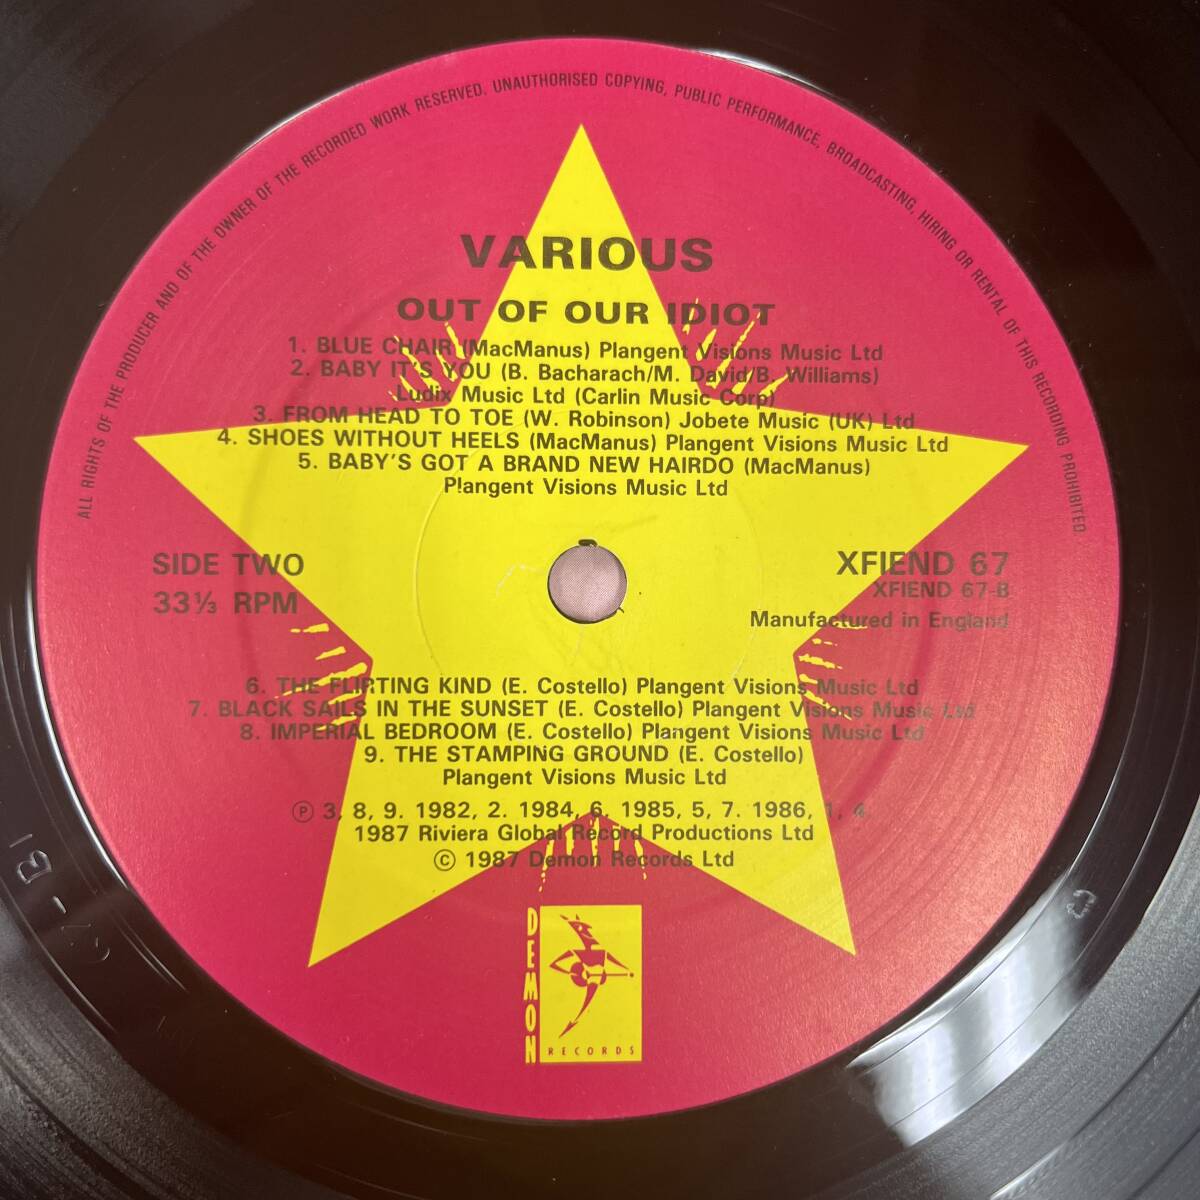 ALL RIGHTS OF THE PRODUCER AND OF THE OWNER OF THE RECORDED WORK RESERVED. UNAUTHORISED COPYING, PUBLIC PERFORMANCE, BROADCASTING, HIRING OR RENTAL OF THIS RECORDING PROHIBITED.
VARIOUS
OUT OF OUR IDIOT
1. BLUE CHAIR (MacManus) Plangent Visions Music Ltd
2. BABY IT'S YOU (B. Bacharach/M. David/B. Williams)
Ludix Music Ltd (Carlin Music Corp)
3. FROM HEAD TO TOE (W. Robinson) Jobete Music (UK) Ltd
4. SHOES WITHOUT HEELS (MacManus) Plangent Visions Music Ltd
5. BABY'S GOT A BRAND NEW HAIRDO (MacManus)
Plangent Visions Music Ltd
SIDE TWO
33⅓ RPM
XFIEND 67
XFIEND 67-B
Manufactured in England
6. THE FLIRTING KIND (E. Costello) Plangent Visions Music Ltd
7. BLACK SAILS IN THE SUNSET (E. Costello) Plangent Visions Music Ltd
8. IMPERIAL BEDROOM (E. Costello) Plangent Visions Music Ltd
9. THE STAMPING GROUND (E. Costello)
Plangent Visions Music Ltd
℗ 3, 8, 9. 1982, 2. 1984, 6. 1985, 5, 7. 1986, 1, 4.
1987 Riviera Global Record Productions Ltd
© 1987 Demon Records Ltd
DEMON
RECORDS